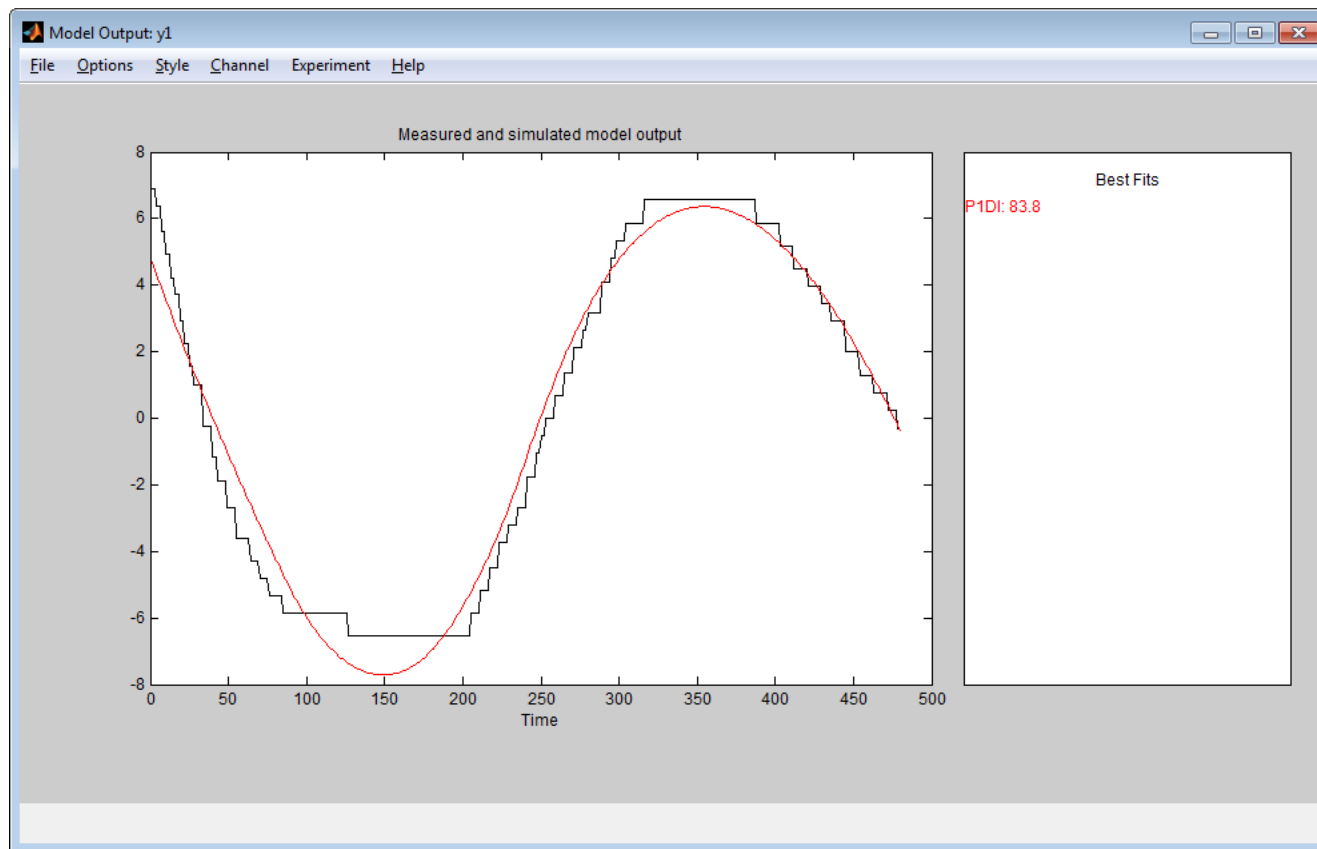 Model Output: y1
File Options Style Channel Experiment Help
Measured and simulated model output
8
6
4
2
0
-2
-4
-6
-8
0 50 100 150 200 250 300 350 400 450 500
Time
Best Fits
P1DI: 83.8